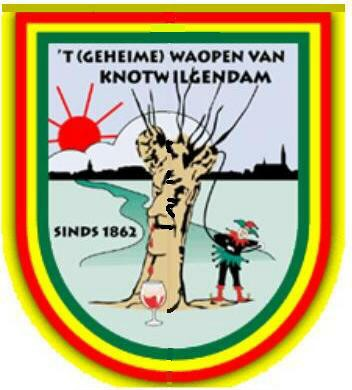 'T (GEHEIME) WAOPEN VAN
KNOTWILGENDAM
SINDS 1862